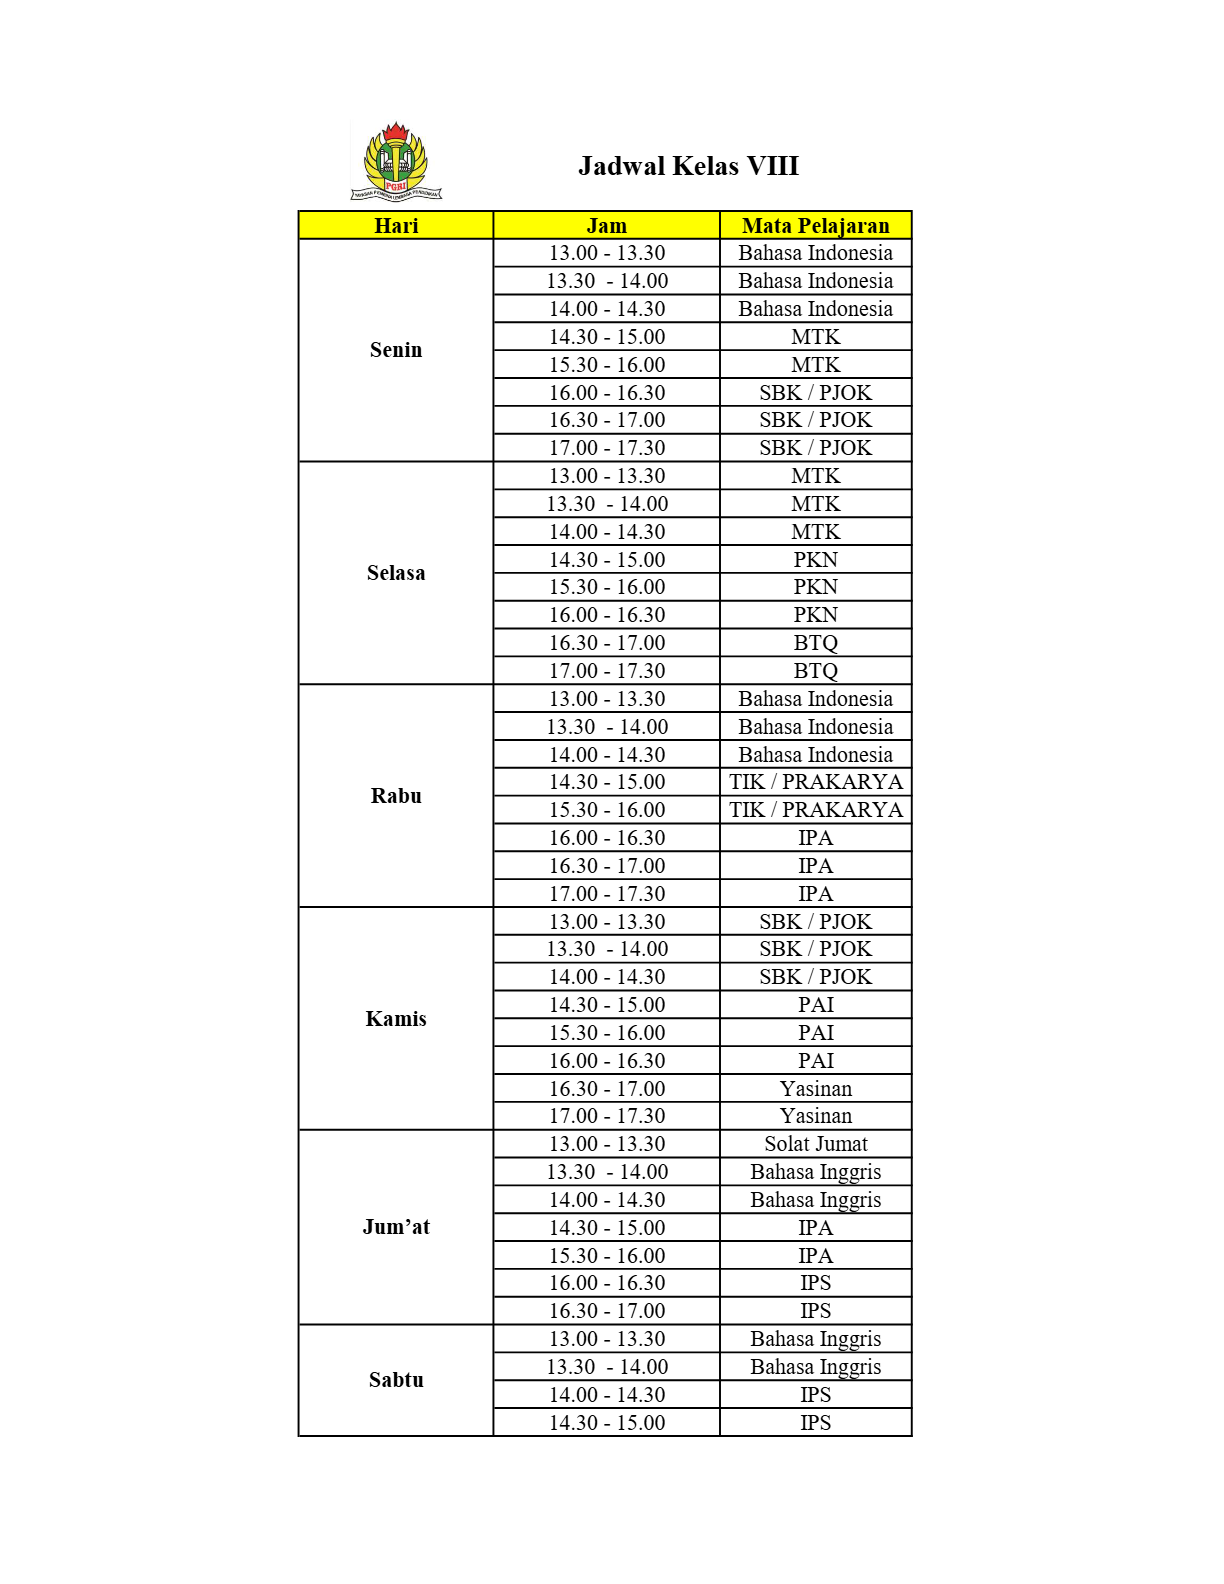 PGRI
YAYASAN PEMBINA LEMBAGA PENDIDIKAN
Jadwal Kelas VIII
Hari Jam Mata Pelajaran
Senin
13.00 - 13.30 Bahasa Indonesia
13.30 - 14.00 Bahasa Indonesia
14.00 - 14.30 Bahasa Indonesia
14.30 - 15.00 MTK
15.30 - 16.00 MTK
16.00 - 16.30 SBK / PJOK
16.30 - 17.00 SBK / PJOK
17.00 - 17.30 SBK / PJOK
Selasa
13.00 - 13.30 MTK
13.30 - 14.00 MTK
14.00 - 14.30 MTK
14.30 - 15.00 PKN
15.30 - 16.00 PKN
16.00 - 16.30 PKN
16.30 - 17.00 BTQ
17.00 - 17.30 BTQ
Rabu
13.00 - 13.30 Bahasa Indonesia
13.30 - 14.00 Bahasa Indonesia
14.00 - 14.30 Bahasa Indonesia
14.30 - 15.00 TIK / PRAKARYA
15.30 - 16.00 TIK / PRAKARYA
16.00 - 16.30 IPA
16.30 - 17.00 IPA
17.00 - 17.30 IPA
Kamis
13.00 - 13.30 SBK / PJOK
13.30 - 14.00 SBK / PJOK
14.00 - 14.30 SBK / PJOK
14.30 - 15.00 PAI
15.30 - 16.00 PAI
16.00 - 16.30 PAI
16.30 - 17.00 Yasinan
17.00 - 17.30 Yasinan
Jum’at
13.00 - 13.30 Solat Jumat
13.30 - 14.00 Bahasa Inggris
14.00 - 14.30 Bahasa Inggris
14.30 - 15.00 IPA
15.30 - 16.00 IPA
16.00 - 16.30 IPS
16.30 - 17.00 IPS
Sabtu
13.00 - 13.30 Bahasa Inggris
13.30 - 14.00 Bahasa Inggris
14.00 - 14.30 IPS
14.30 - 15.00 IPS